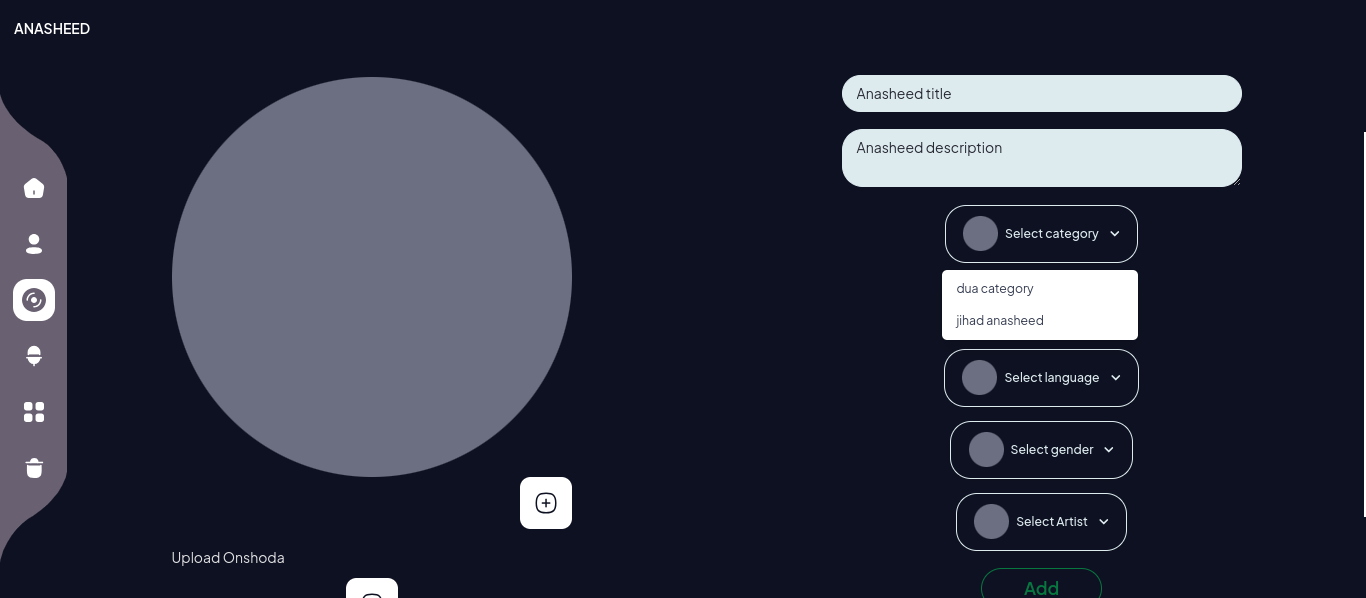 ANASHEED
Anasheed title
Anasheed description
Select category
dua category
jihad anasheed
Select language
Select gender
Select Artist
Upload Onshoda
Add